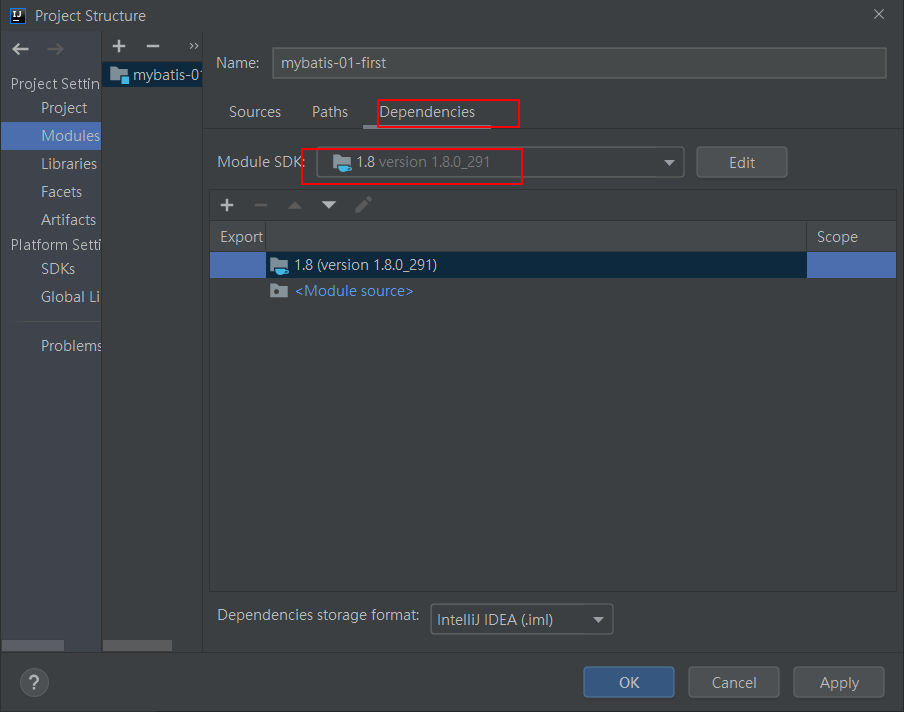 Project Structure
Name: mybatis-01-first
Project Settin
Project
Modules
Libraries
Facets
Artifacts
Platform Setti
SDKs
Global Li
Problems
mybatis-01
Sources Paths Dependencies
Module SDK: 1.8 version 1.8.0_291 Edit
Export Scope
1.8 (version 1.8.0_291)
<Module source>
Dependencies storage format: IntelliJ IDEA (.iml)
? OK Cancel Apply